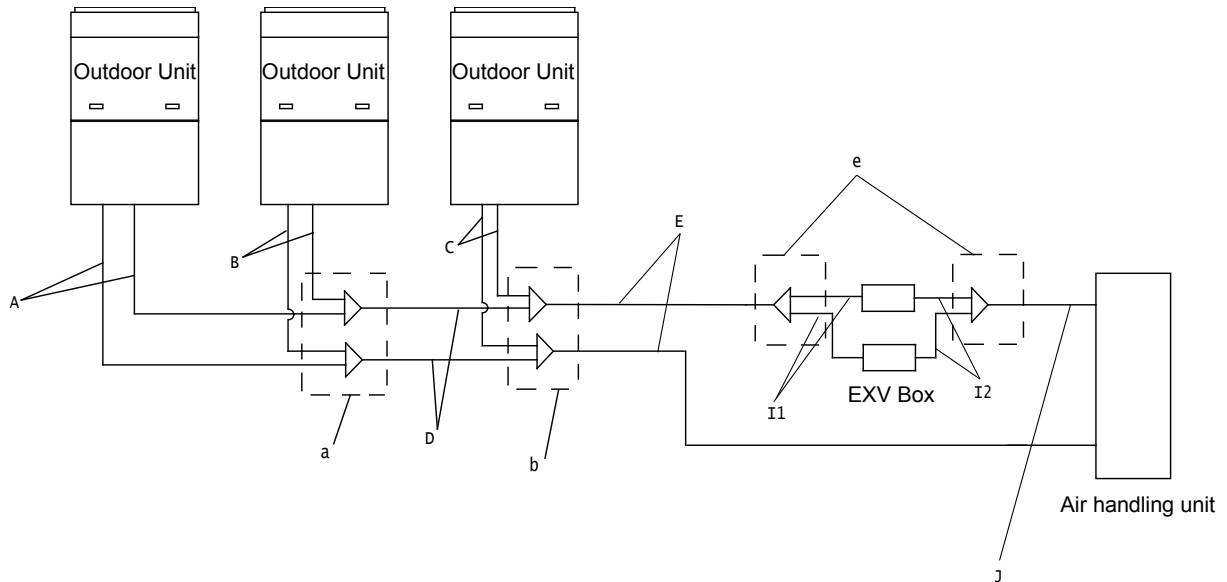 Outdoor Unit
Outdoor Unit
Outdoor Unit
e
E
B
C
A
EXV Box
I2
I1
D
a
b
Air handling unit
J